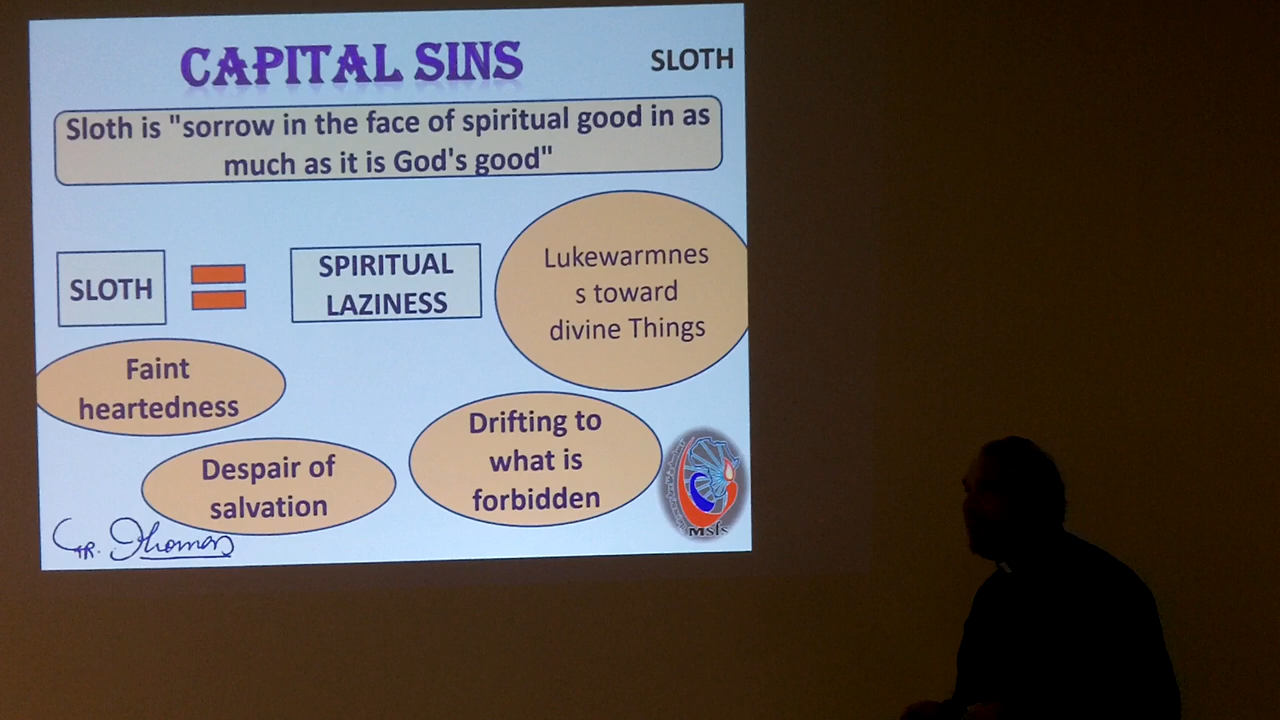 CAPITAL SINS
SLOTH
Sloth is "sorrow in the face of spiritual good in as
much as it is God's good"
SLOTH
SPIRITUAL
LAZINESS
Lukewarmnes
s toward
divine Things
Faint
heartedness
Despair of
salvation
Drifting to
what is
forbidden
Thomas
Msfs